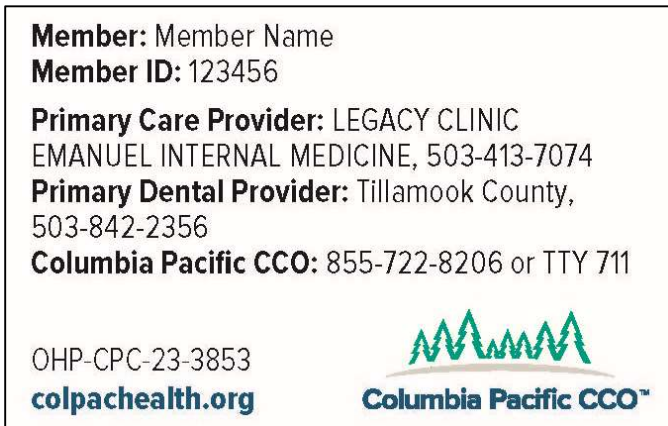 Member: Member Name
Member ID: 123456
Primary Care Provider: LEGACY CLINIC
EMANUEL INTERNAL MEDICINE, 503-413-7074
Primary Dental Provider: Tillamook County,
503-842-2356
Columbia Pacific CCO: 855-722-8206 or TTY 711
OHP-CPC-23-3853
colpachealth.org
Columbia Pacific CCO™